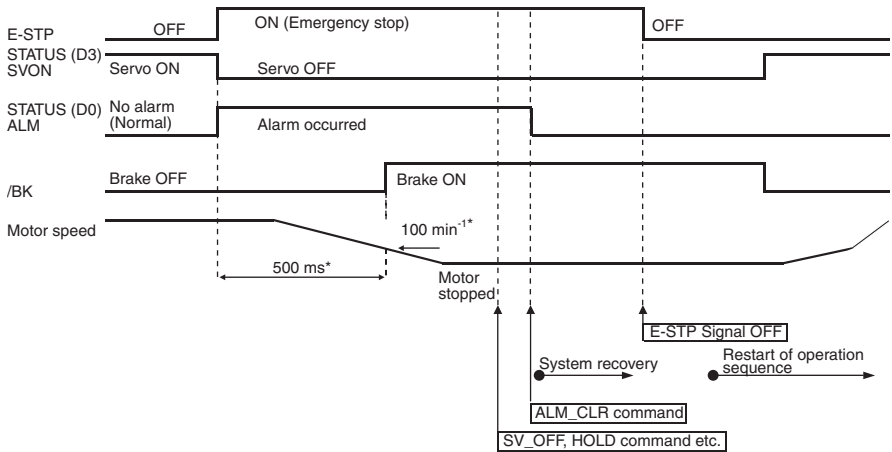 E-STP
OFF
ON (Emergency stop)
OFF
STATUS (D3)
SVON
Servo ON
Servo OFF
STATUS (D0)
ALM
No alarm
(Normal)
Alarm occurred
/BK
Brake OFF
Brake ON
Motor speed
100 min-1*
500 ms*
Motor
stopped
E-STP Signal OFF
System recovery
Restart of operation
sequence
ALM_CLR command
SV_OFF, HOLD command etc.